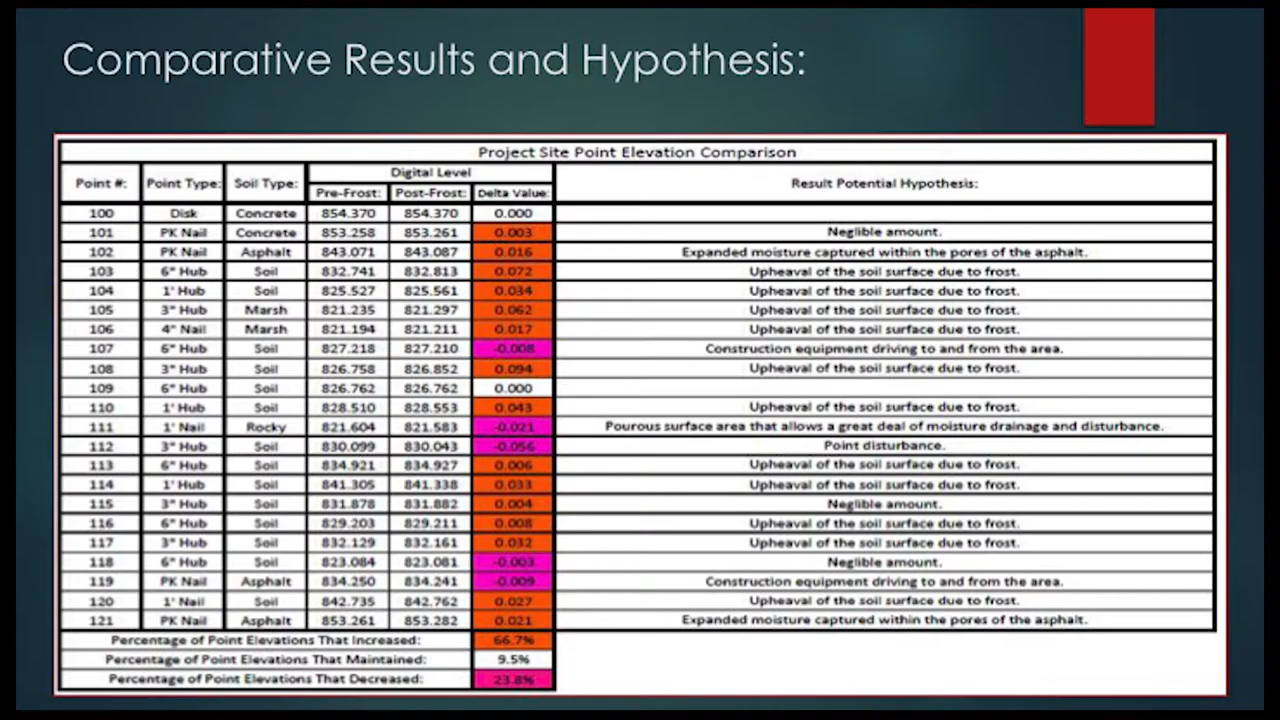 Comparative Results and Hypothesis:
Project Site Point Elevation Comparison
Point #: Point Type: Soil Type: Digital Level Result Potential Hypothesis:
Pre-Frost: Post-Frost: Delta Value:
100 Disk Concrete 854.370 854.370 0.000
101 PK Nail Concrete 853.258 853.261 0.003 Neglible amount.
102 PK Nail Asphalt 843.071 843.087 0.016 Expanded moisture captured within the pores of the asphalt.
103 6" Hub Soil 832.741 832.813 0.072 Upheaval of the soil surface due to frost.
104 1' Hub Soil 825.527 825.561 0.034 Upheaval of the soil surface due to frost.
105 3" Hub Marsh 821.235 821.297 0.062 Upheaval of the soil surface due to frost.
106 4" Nail Marsh 821.194 821.211 0.017 Upheaval of the soil surface due to frost.
107 6" Hub Soil 827.218 827.210 -0.008 Construction equipment driving to and from the area.
108 3" Hub Soil 826.758 826.852 0.094 Upheaval of the soil surface due to frost.
109 6" Hub Soil 826.762 826.762 0.000
110 1' Hub Soil 828.510 828.553 0.043 Upheaval of the soil surface due to frost.
111 1' Nail Rocky 821.604 821.583 -0.021 Pourous surface area that allows a great deal of moisture drainage and disturbance.
112 3" Hub Soil 830.099 830.043 -0.056 Point disturbance.
113 6" Hub Soil 834.921 834.927 0.006 Upheaval of the soil surface due to frost.
114 1' Hub Soil 841.305 841.338 0.033 Upheaval of the soil surface due to frost.
115 3" Hub Soil 831.878 831.882 0.004 Neglible amount.
116 6" Hub Soil 829.203 829.211 0.008 Upheaval of the soil surface due to frost.
117 3" Hub Soil 832.129 832.161 0.032 Upheaval of the soil surface due to frost.
118 6" Hub Soil 823.084 823.081 -0.003 Neglible amount.
119 PK Nail Asphalt 834.250 834.241 -0.009 Construction equipment driving to and from the area.
120 1' Nail Soil 842.735 842.762 0.027 Upheaval of the soil surface due to frost.
121 PK Nail Asphalt 853.261 853.282 0.021 Expanded moisture captured within the pores of the asphalt.
Percentage of Point Elevations That Increased: 66.7%
Percentage of Point Elevations That Maintained: 9.5%
Percentage of Point Elevations That Decreased: 23.8%